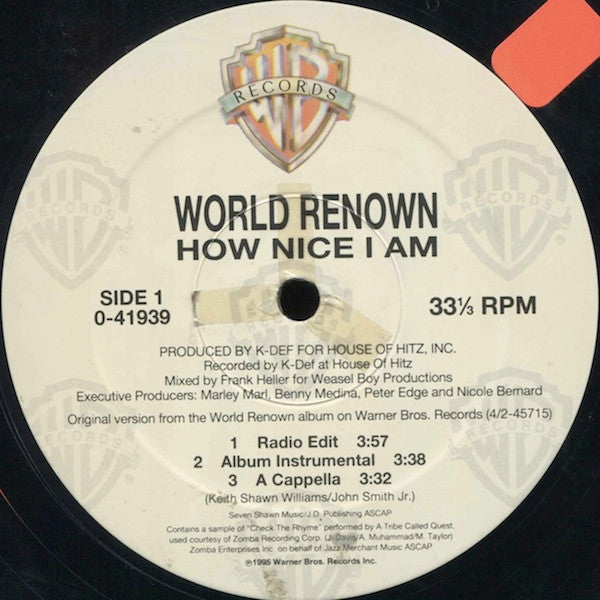 RECORDS
WORLD RENOWN
HOW NICE I AM
SIDE 1
0-41939
33⅓ RPM
PRODUCED BY K-DEF FOR HOUSE OF HITZ, INC.
Recorded by K-Def at House Of Hitz
Mixed by Frank Heller for Weasel Boy Productions
Executive Producers: Marley Marl, Benny Medina, Peter Edge and Nicole Bernard
Original version from the World Renown album on Warner Bros. Records (4/2-45715)
1 Radio Edit 3:57
2 Album Instrumental 3:38
3 A Cappella 3:32
(Keith Shawn Williams/John Smith Jr.)
Seven Shawn Music/J.D. Publishing ASCAP
Contains a sample of "Check The Rhyme" performed by A Tribe Called Quest,
used courtesy of Zomba Recording Corp. (J. Davis/A. Muhammad/M. Taylor)
Zomba Enterprises Inc. on behalf of Jazz Merchant Music ASCAP
℗1995 Warner Bros. Records Inc.